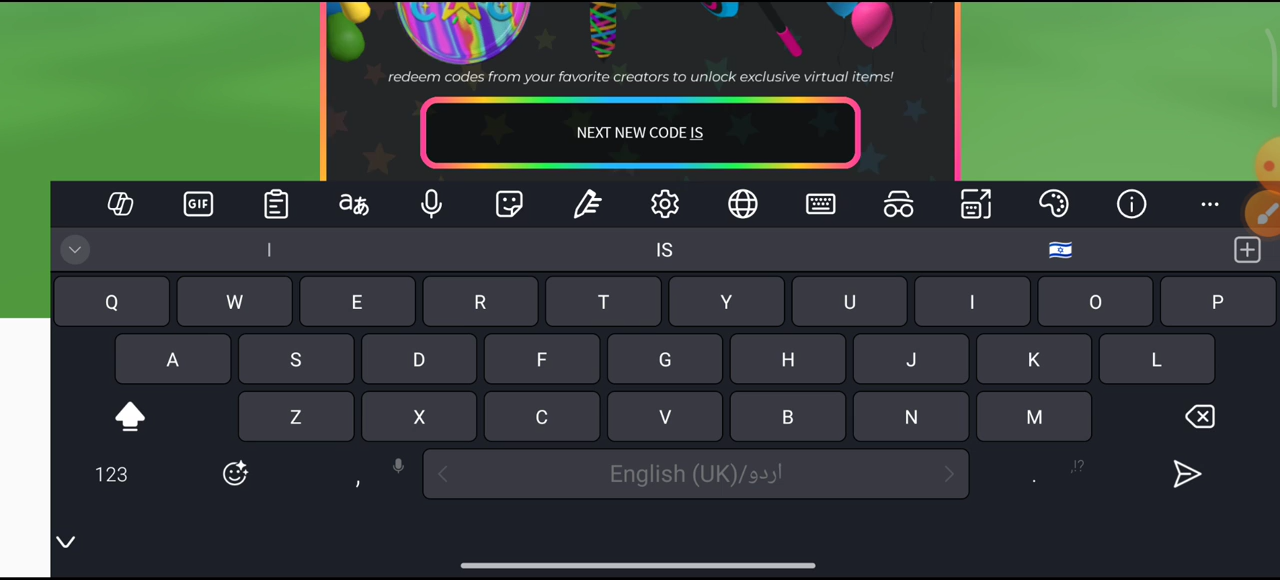 redeem codes from your favorite creators to unlock exclusive virtual items!
NEXT NEW CODE IS
GIF
aあ
I
IS
Q W E R T Y U I O P
A S D F G H J K L
Z X C V B N M
123 , English (UK)/اردو . ,!?